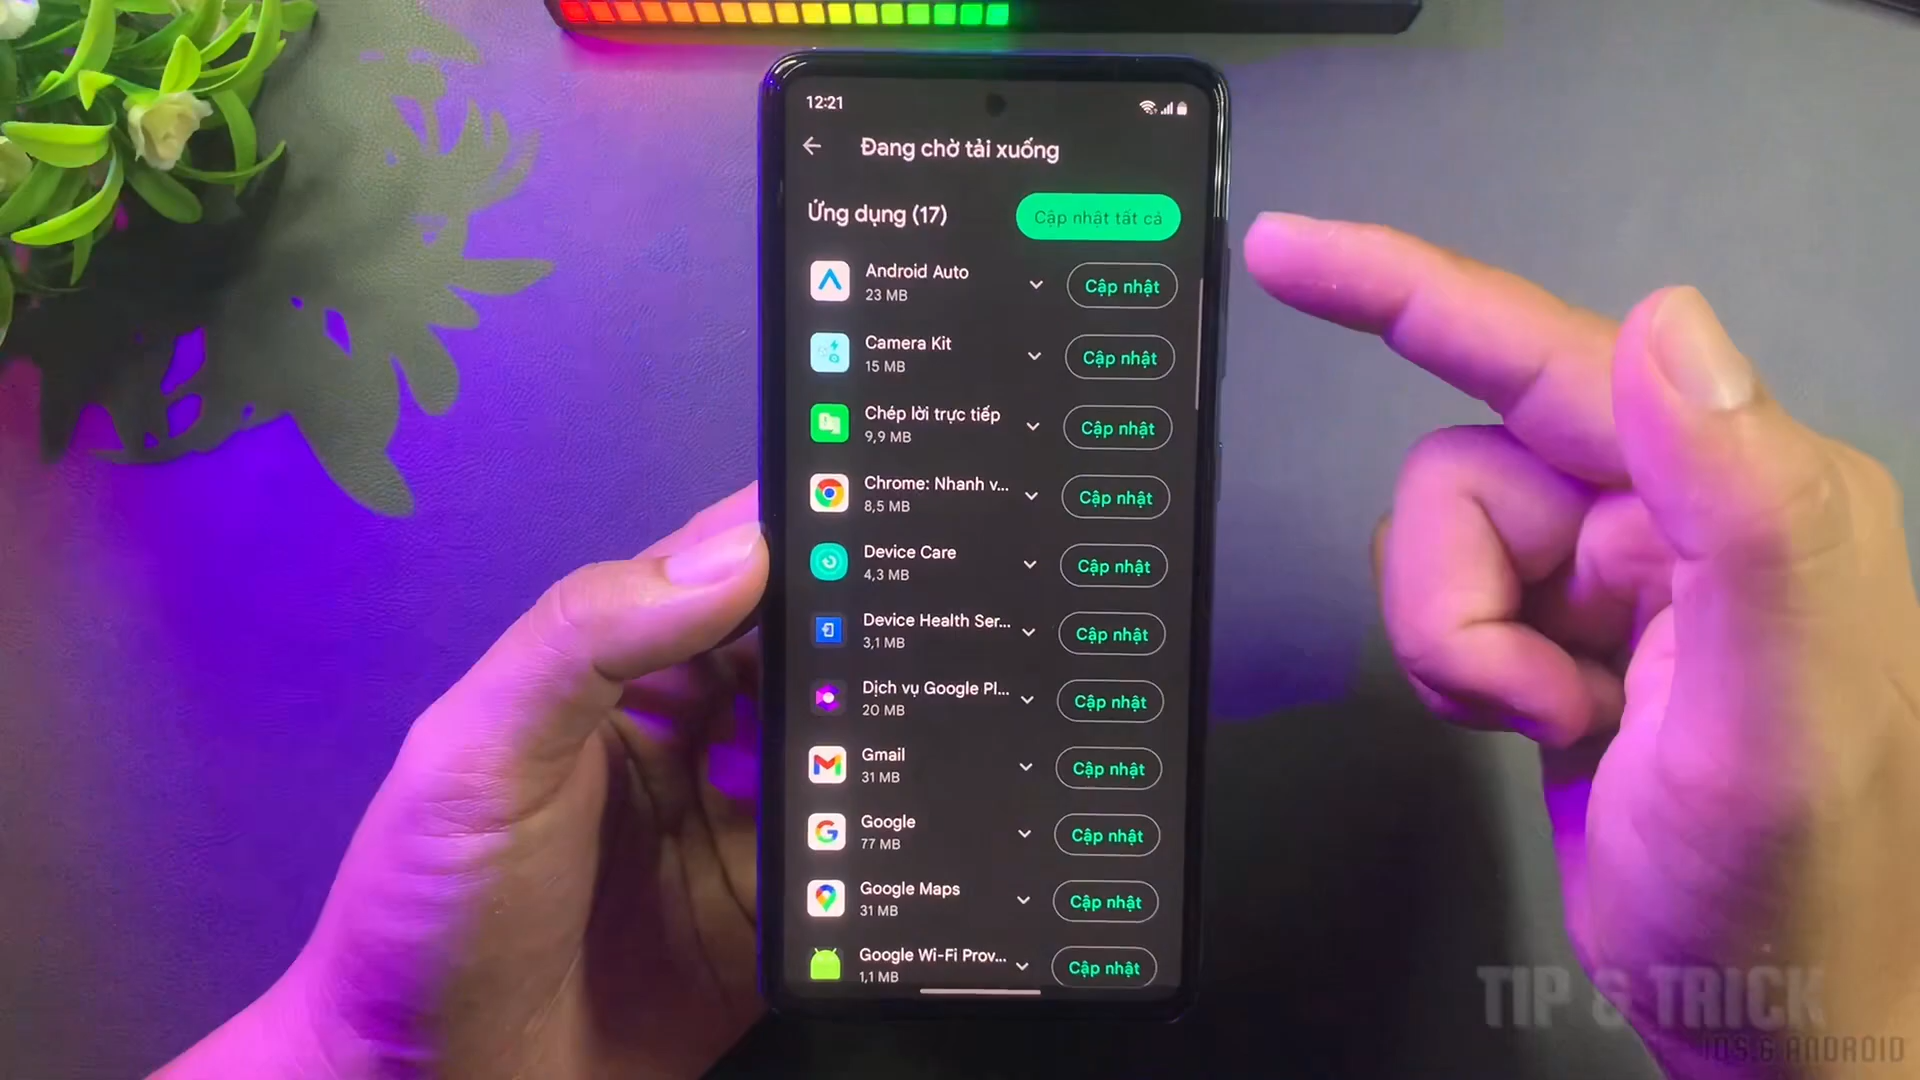 12:21
Đang chờ tải xuống
Ứng dụng (17)
Cập nhật tất cả
Android Auto
23 MB
Cập nhật
Camera Kit
15 MB
Cập nhật
Chép lời trực tiếp
9,9 MB
Cập nhật
Chrome: Nhanh v...
8,5 MB
Cập nhật
Device Care
4,3 MB
Cập nhật
Device Health Ser...
3,1 MB
Cập nhật
Dịch vụ Google Pl...
20 MB
Cập nhật
Gmail
31 MB
Cập nhật
Google
77 MB
Cập nhật
Google Maps
31 MB
Cập nhật
Google Wi-Fi Prov...
1,1 MB
Cập nhật
TIP & TRICK
IOS & ANDROID